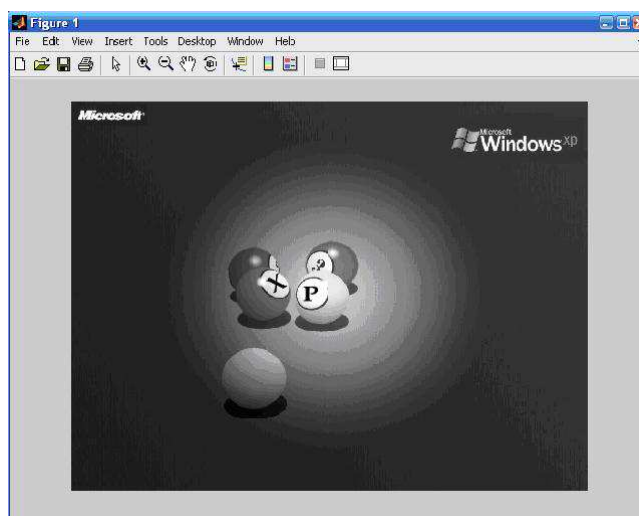 Figure 1
File Edit View Insert Tools Desktop Window Help
Microsoft
Microsoft
Windows xp
X
P